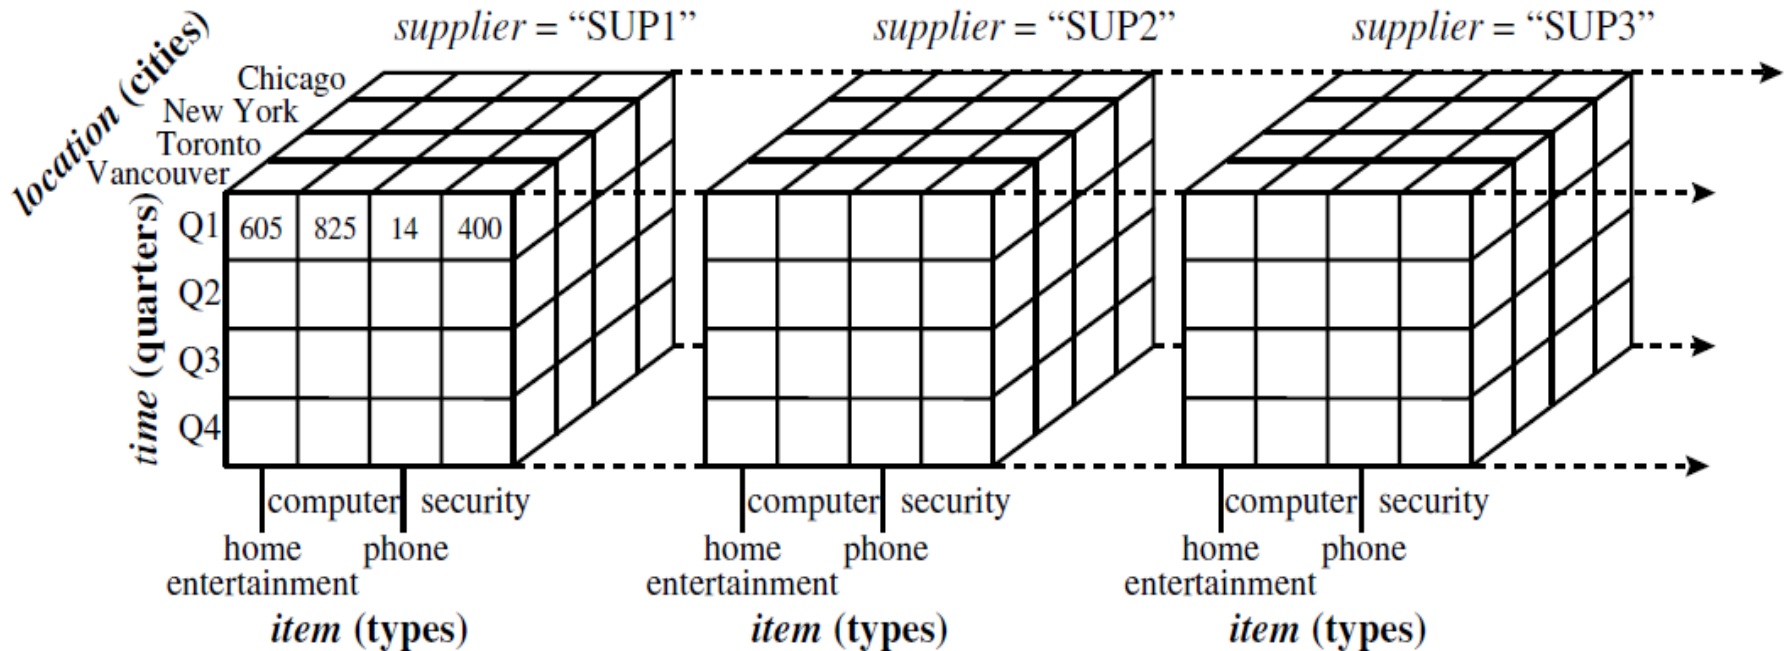 supplier = “SUP1”
supplier = “SUP2”
supplier = “SUP3”
location (cities)
Chicago
New York
Toronto
Vancouver
time (quarters)
Q1 605 825 14 400
Q2
Q3
Q4
computer security
home phone
entertainment
item (types)
computer security
home phone
entertainment
item (types)
computer security
home phone
entertainment
item (types)